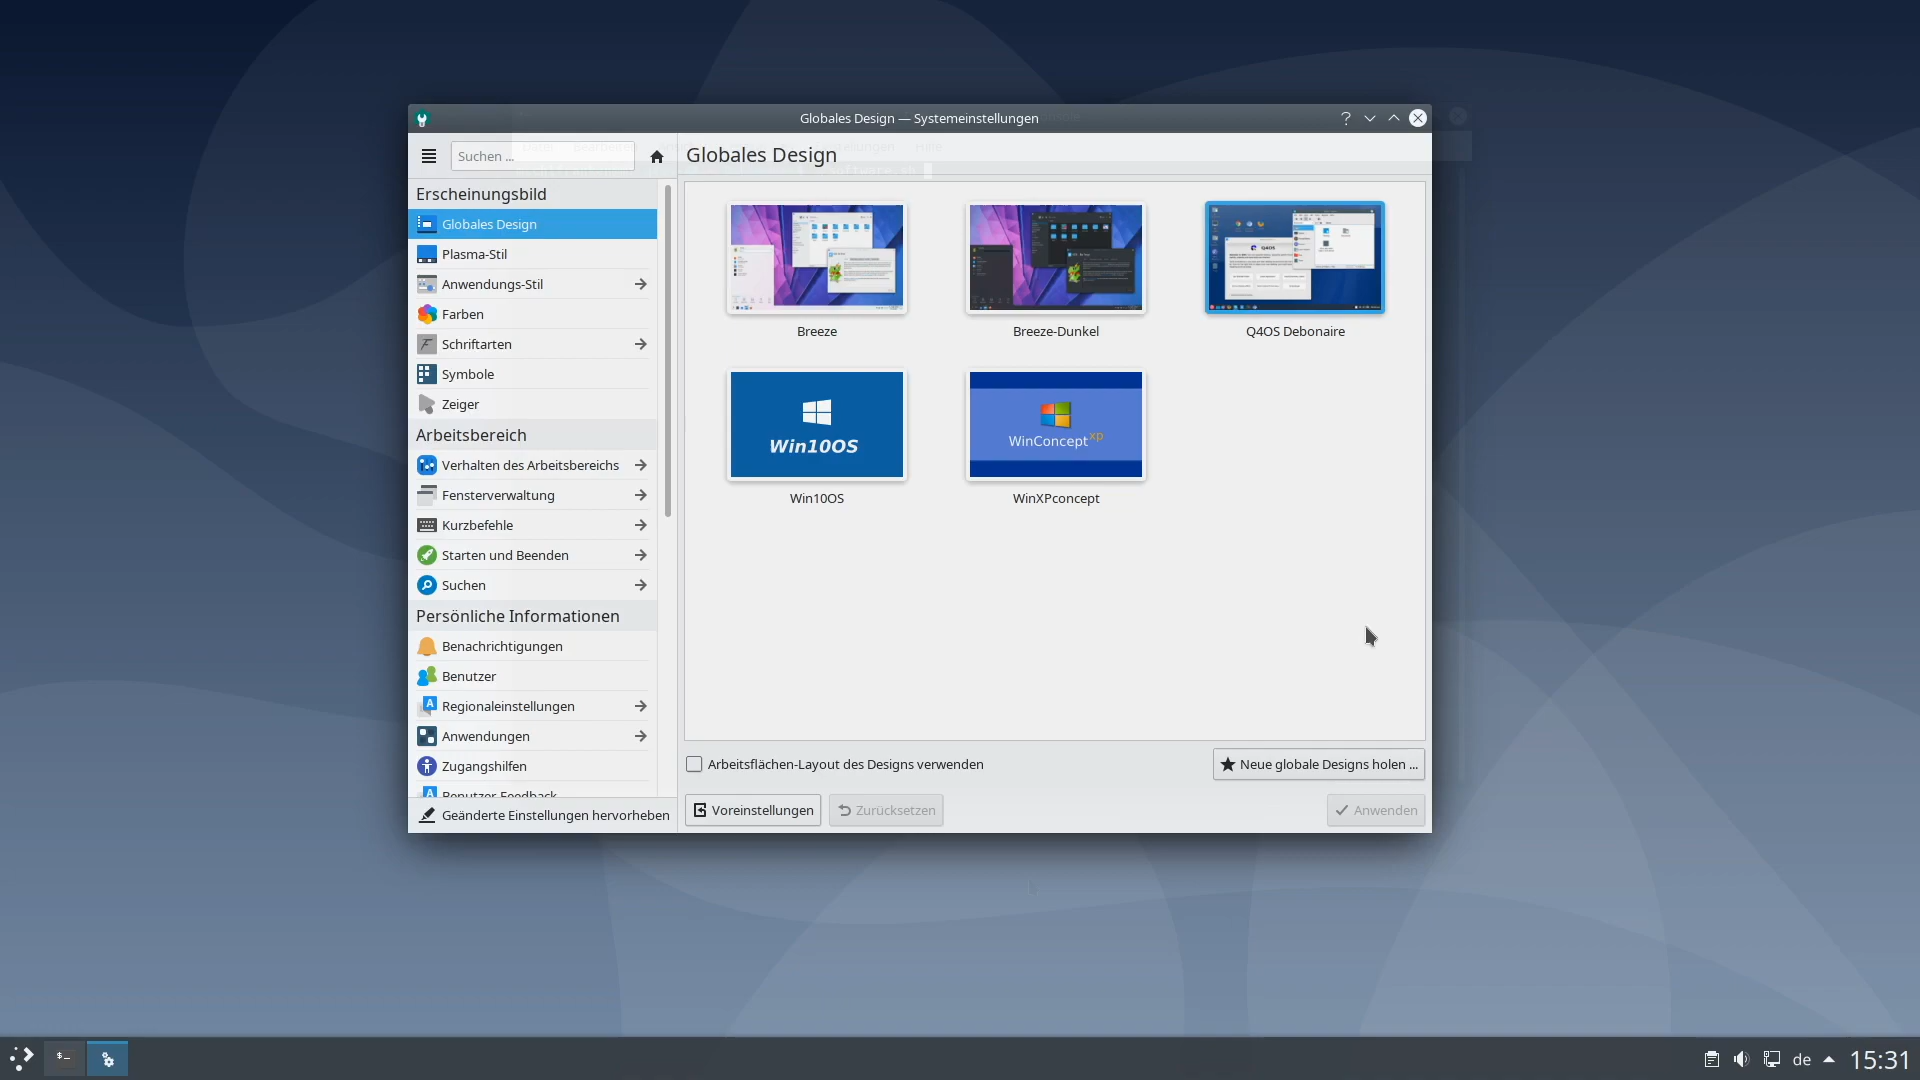 Globales Design — Systemeinstellungen
Suchen ...
Globales Design
Erscheinungsbild
Globales Design
Plasma-Stil
Anwendungs-Stil
Farben
Schriftarten
Symbole
Zeiger
Arbeitsbereich
Verhalten des Arbeitsbereichs
Fensterverwaltung
Kurzbefehle
Starten und Beenden
Suchen
Persönliche Informationen
Benachrichtigungen
Benutzer
Regionaleinstellungen
Anwendungen
Zugangshilfen
Benutzer-Feedback
Geänderte Einstellungen hervorheben
Breeze
Breeze-Dunkel
Q4OS
Q4OS Debonaire
Win10OS
Win10OS
WinConcept xp
WinXPconcept
Arbeitsflächen-Layout des Designs verwenden
Neue globale Designs holen ...
Voreinstellungen
Zurücksetzen
Anwenden
de
15:31